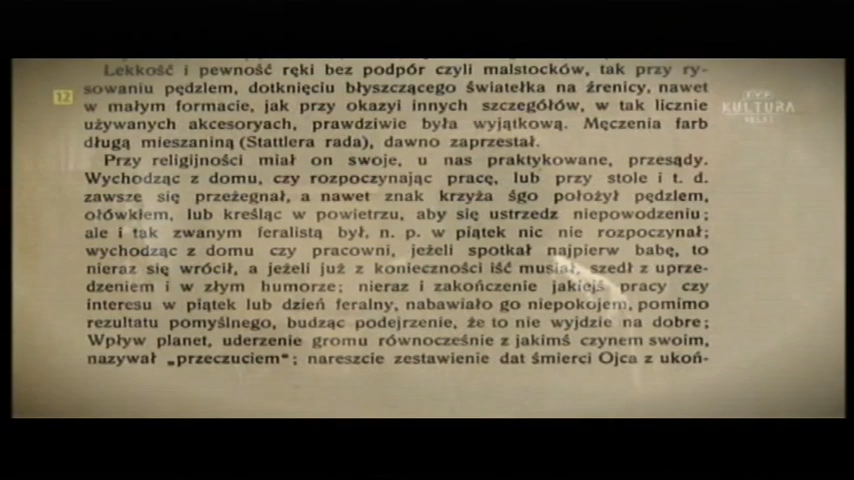 Lekkość i pewność ręki bez podpór czyli malstocków, tak przy ry-
sowaniu pędzlem, dotknięciu błyszczącego światełka na źrenicy, nawet
w małym formacie, jak przy okazyi innych szczegółów, w tak licznie
używanych akcesoryach, prawdziwie była wyjątkową. Męczenia farb
długą mieszaniną (Stattlera rada), dawno zaprzestał.
Przy religijności miał on swoje, u nas praktykowane, przesądy.
Wychodząc z domu, czy rozpoczynając pracę, lub przy stole i t. d.
zawsze się przeżegnał, a nawet znak krzyża śgo położył pędzlem,
ołówkiem, lub kreśląc w powietrzu, aby się ustrzedz niepowodzeniu;
ale i tak zwanym feralistą był, n. p. w piątek nic nie rozpoczynał;
wychodząc z domu czy pracowni, jeżeli spotkał najpierw babę, to
nieraz się wrócił, a jeżeli już z konieczności iść musiał, szedł z uprze-
dzeniem i w złym humorze; nieraz i zakończenie jakiejś pracy czy
interesu w piątek lub dzień feralny, nabawiało go niepokojem, pomimo
rezultatu pomyślnego, budząc podejrzenie, że to nie wyjdzie na dobre;
Wpływ planet, uderzenie gromu równocześnie z jakimś czynem swoim,
nazywał „przeczuciem“; nareszcie zestawienie dat śmierci Ojca z ukoń-
12
TVP
KULTURA